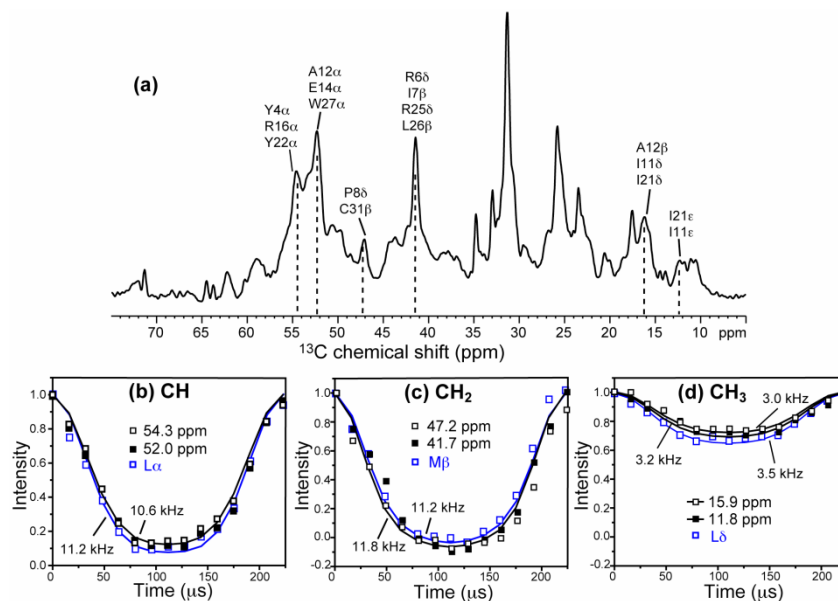 (a)
Y4α
R16α
Y22α
A12α
E14α
W27α
P8δ
C31β
R6δ
I7β
R25δ
L26β
A12β
I11δ
I21δ
I21ε
I11ε
70 65 60 55 50 45 40 35 30 25 20 15 10 ppm
13C chemical shift (ppm)
(b) CH
Intensity
1.0
0.8
0.6
0.4
0.2
0.0
54.3 ppm
52.0 ppm
Lα
10.6 kHz
11.2 kHz
0 50 100 150 200
Time (μs)
(c) CH2
Intensity
1.0
0.8
0.6
0.4
0.2
0.0
-0.2
47.2 ppm
41.7 ppm
Mβ
11.2 kHz
11.8 kHz
0 50 100 150 200
Time (μs)
(d) CH3
Intensity
1.0
0.8
0.6
0.4
0.2
0.0
-0.2
3.0 kHz
3.2 kHz
3.5 kHz
15.9 ppm
11.8 ppm
Lδ
0 50 100 150 200
Time (μs)